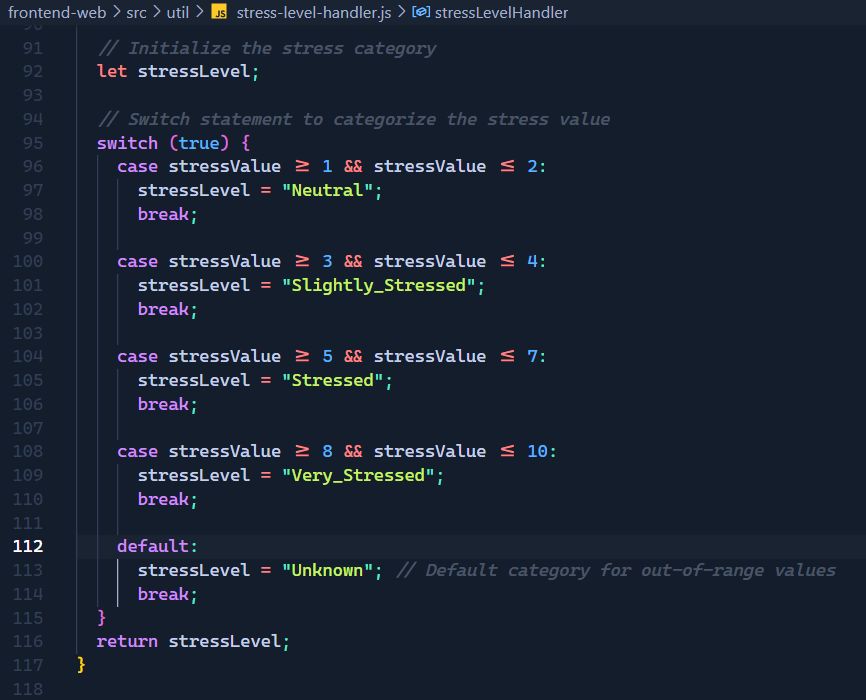 frontend-web > src > util > JS stress-level-handler.js > stressLevelHandler
91 // Initialize the stress category
92 let stressLevel;
93
94 // Switch statement to categorize the stress value
95 switch (true) {
96 case stressValue ≥ 1 && stressValue ≤ 2:
97 stressLevel = "Neutral";
98 break;
99
100 case stressValue ≥ 3 && stressValue ≤ 4:
101 stressLevel = "Slightly_Stressed";
102 break;
103
104 case stressValue ≥ 5 && stressValue ≤ 7:
105 stressLevel = "Stressed";
106 break;
107
108 case stressValue ≥ 8 && stressValue ≤ 10:
109 stressLevel = "Very_Stressed";
110 break;
111
112 default:
113 stressLevel = "Unknown"; // Default category for out-of-range values
114 break;
115 }
116 return stressLevel;
117 }
118